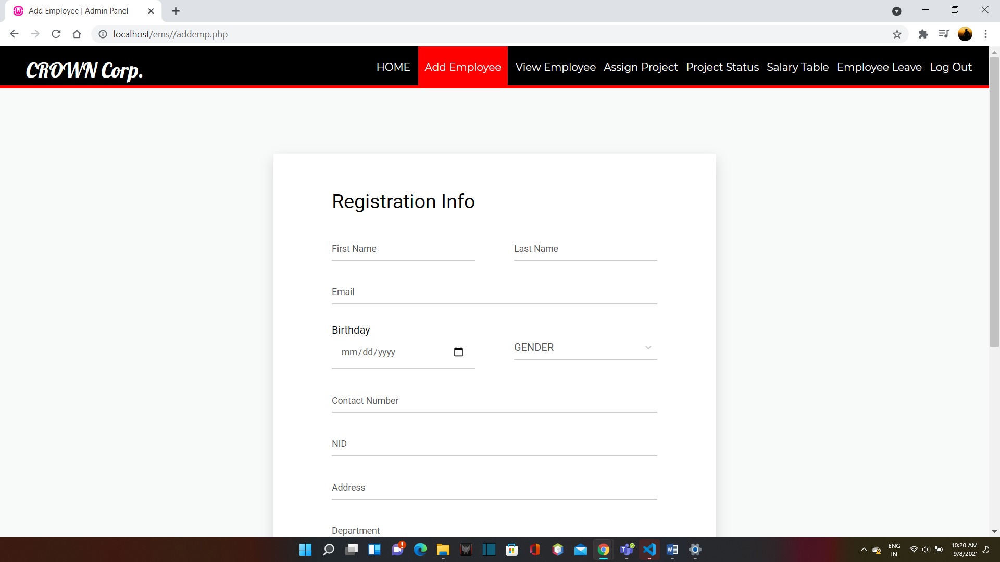 Add Employee | Admin Panel
localhost/ems//addemp.php
CROWN Corp.
HOME Add Employee View Employee Assign Project Project Status Salary Table Employee Leave Log Out
Registration Info
First Name Last Name
Email
Birthday
mm/dd/yyyy GENDER
Contact Number
NID
Address
Department
ENG
IN
10:20 AM
9/8/2021